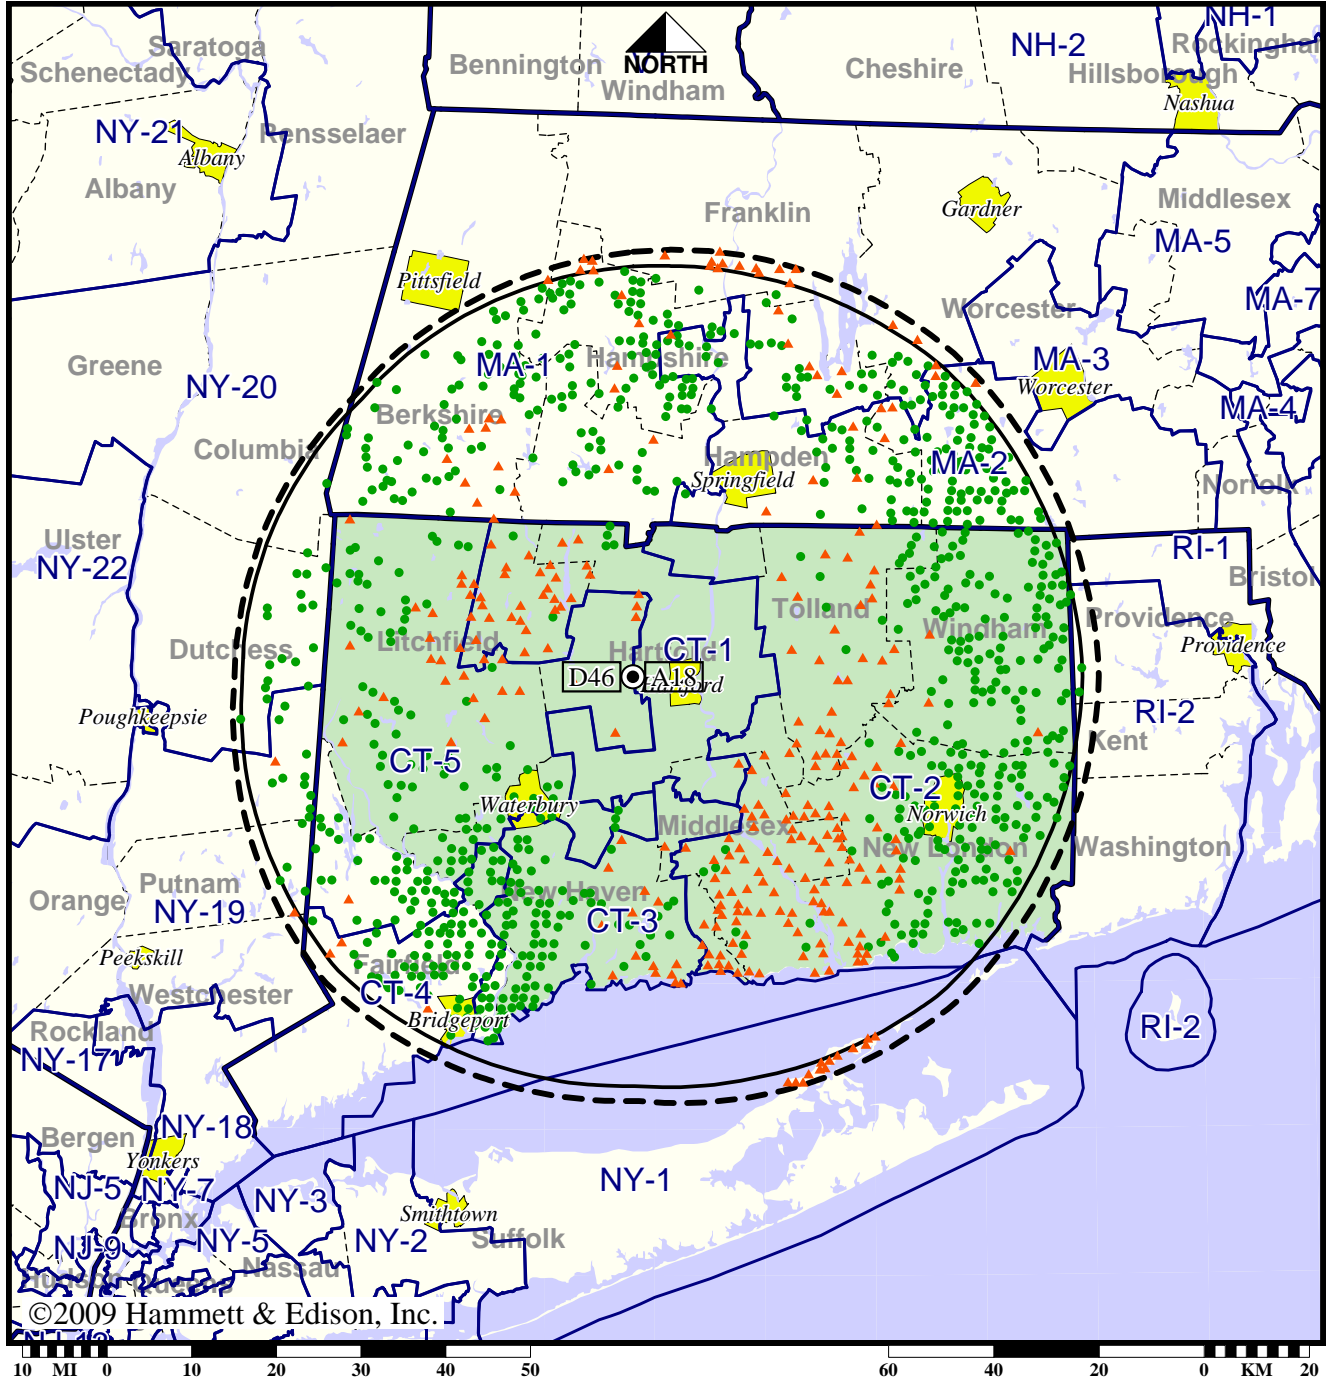 NH-1
Saratoga
NORTH
NH-2
Schenectady
Bennington
Windham
Cheshire
Hillsborough
Nashua
NY-21
Rensselaer
Albany
Albany
Middlesex
Franklin
Gardner
MA-5
Pittsfield
MA-7
Worcester
Greene
NY-20
MA-1
Hampshire
MA-3
Worcester
Berkshire
MA-4
Columbia
Hampden
MA-2
Springfield
Norfolk
Ulster
NY-22
RI-1
Bristol
Tolland
Windham
Providence
Litchfield
Dutchess
CT-1
Providence
D46
A18
Poughkeepsie
RI-2
Kent
CT-5
CT-2
Waterbury
Norwich
Middlesex
New London
Washington
Putnam
Orange
NY-19
New Haven
CT-3
Peekskill
Fairfield
Westchester
CT-4
Bridgeport
Rockland
NY-17
RI-2
NY-18
Bergen
Yonkers
NJ-5
NY-7
NY-3
NY-1
Bronx
Smithtown
NJ-9
NY-5
NY-2
Suffolk
Nassau
Hudson
Queens
©2009 Hammett & Edison, Inc.
10 MI 0 10 20 30 40 50
60 40 20 0 KM 20